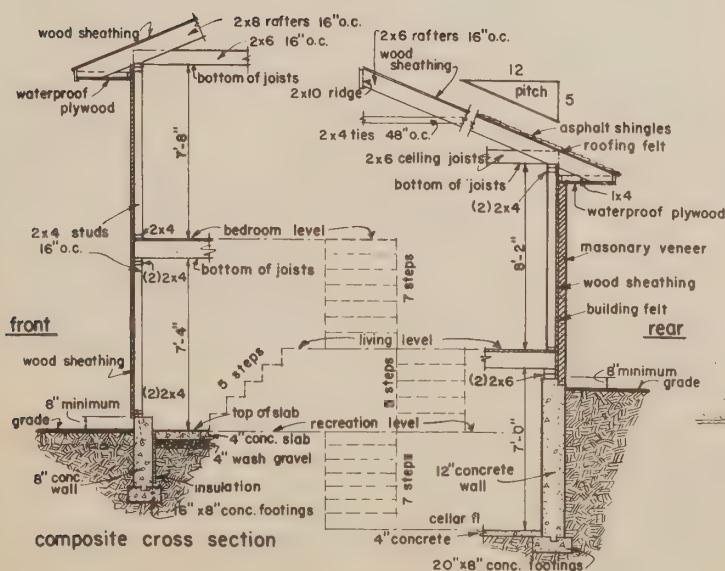 wood sheathing
2x8 rafters 16"o.c.
2x6 16"o.c.
bottom of joists
waterproof
plywood
7'-8"
2x4 studs
16"o.c.
2x4
bedroom level
bottom of joists
(2)2x4
front
7'-4"
wood sheathing
(2)2x4
8"minimum
grade
top of slab
4"conc. slab
4"wash gravel
8"conc.
wall
insulation
16"x8"conc. footings
composite cross section
7 steps
living level
5 steps
steps
recreation level
7 steps
2x6 rafters 16"o.c.
wood
sheathing
12
pitch
5
2x10 ridge
asphalt shingles
roofing felt
2x4 ties 48"o.c.
2x6 ceiling joists
bottom of joists
1x4
(2)2x4
waterproof plywood
8'-2"
masonary veneer
wood sheathing
building felt
rear
(2)2x6
8"minimum
grade
7'-0"
12"concrete
wall
cellar fl
4"concrete
20"x8"conc. footings